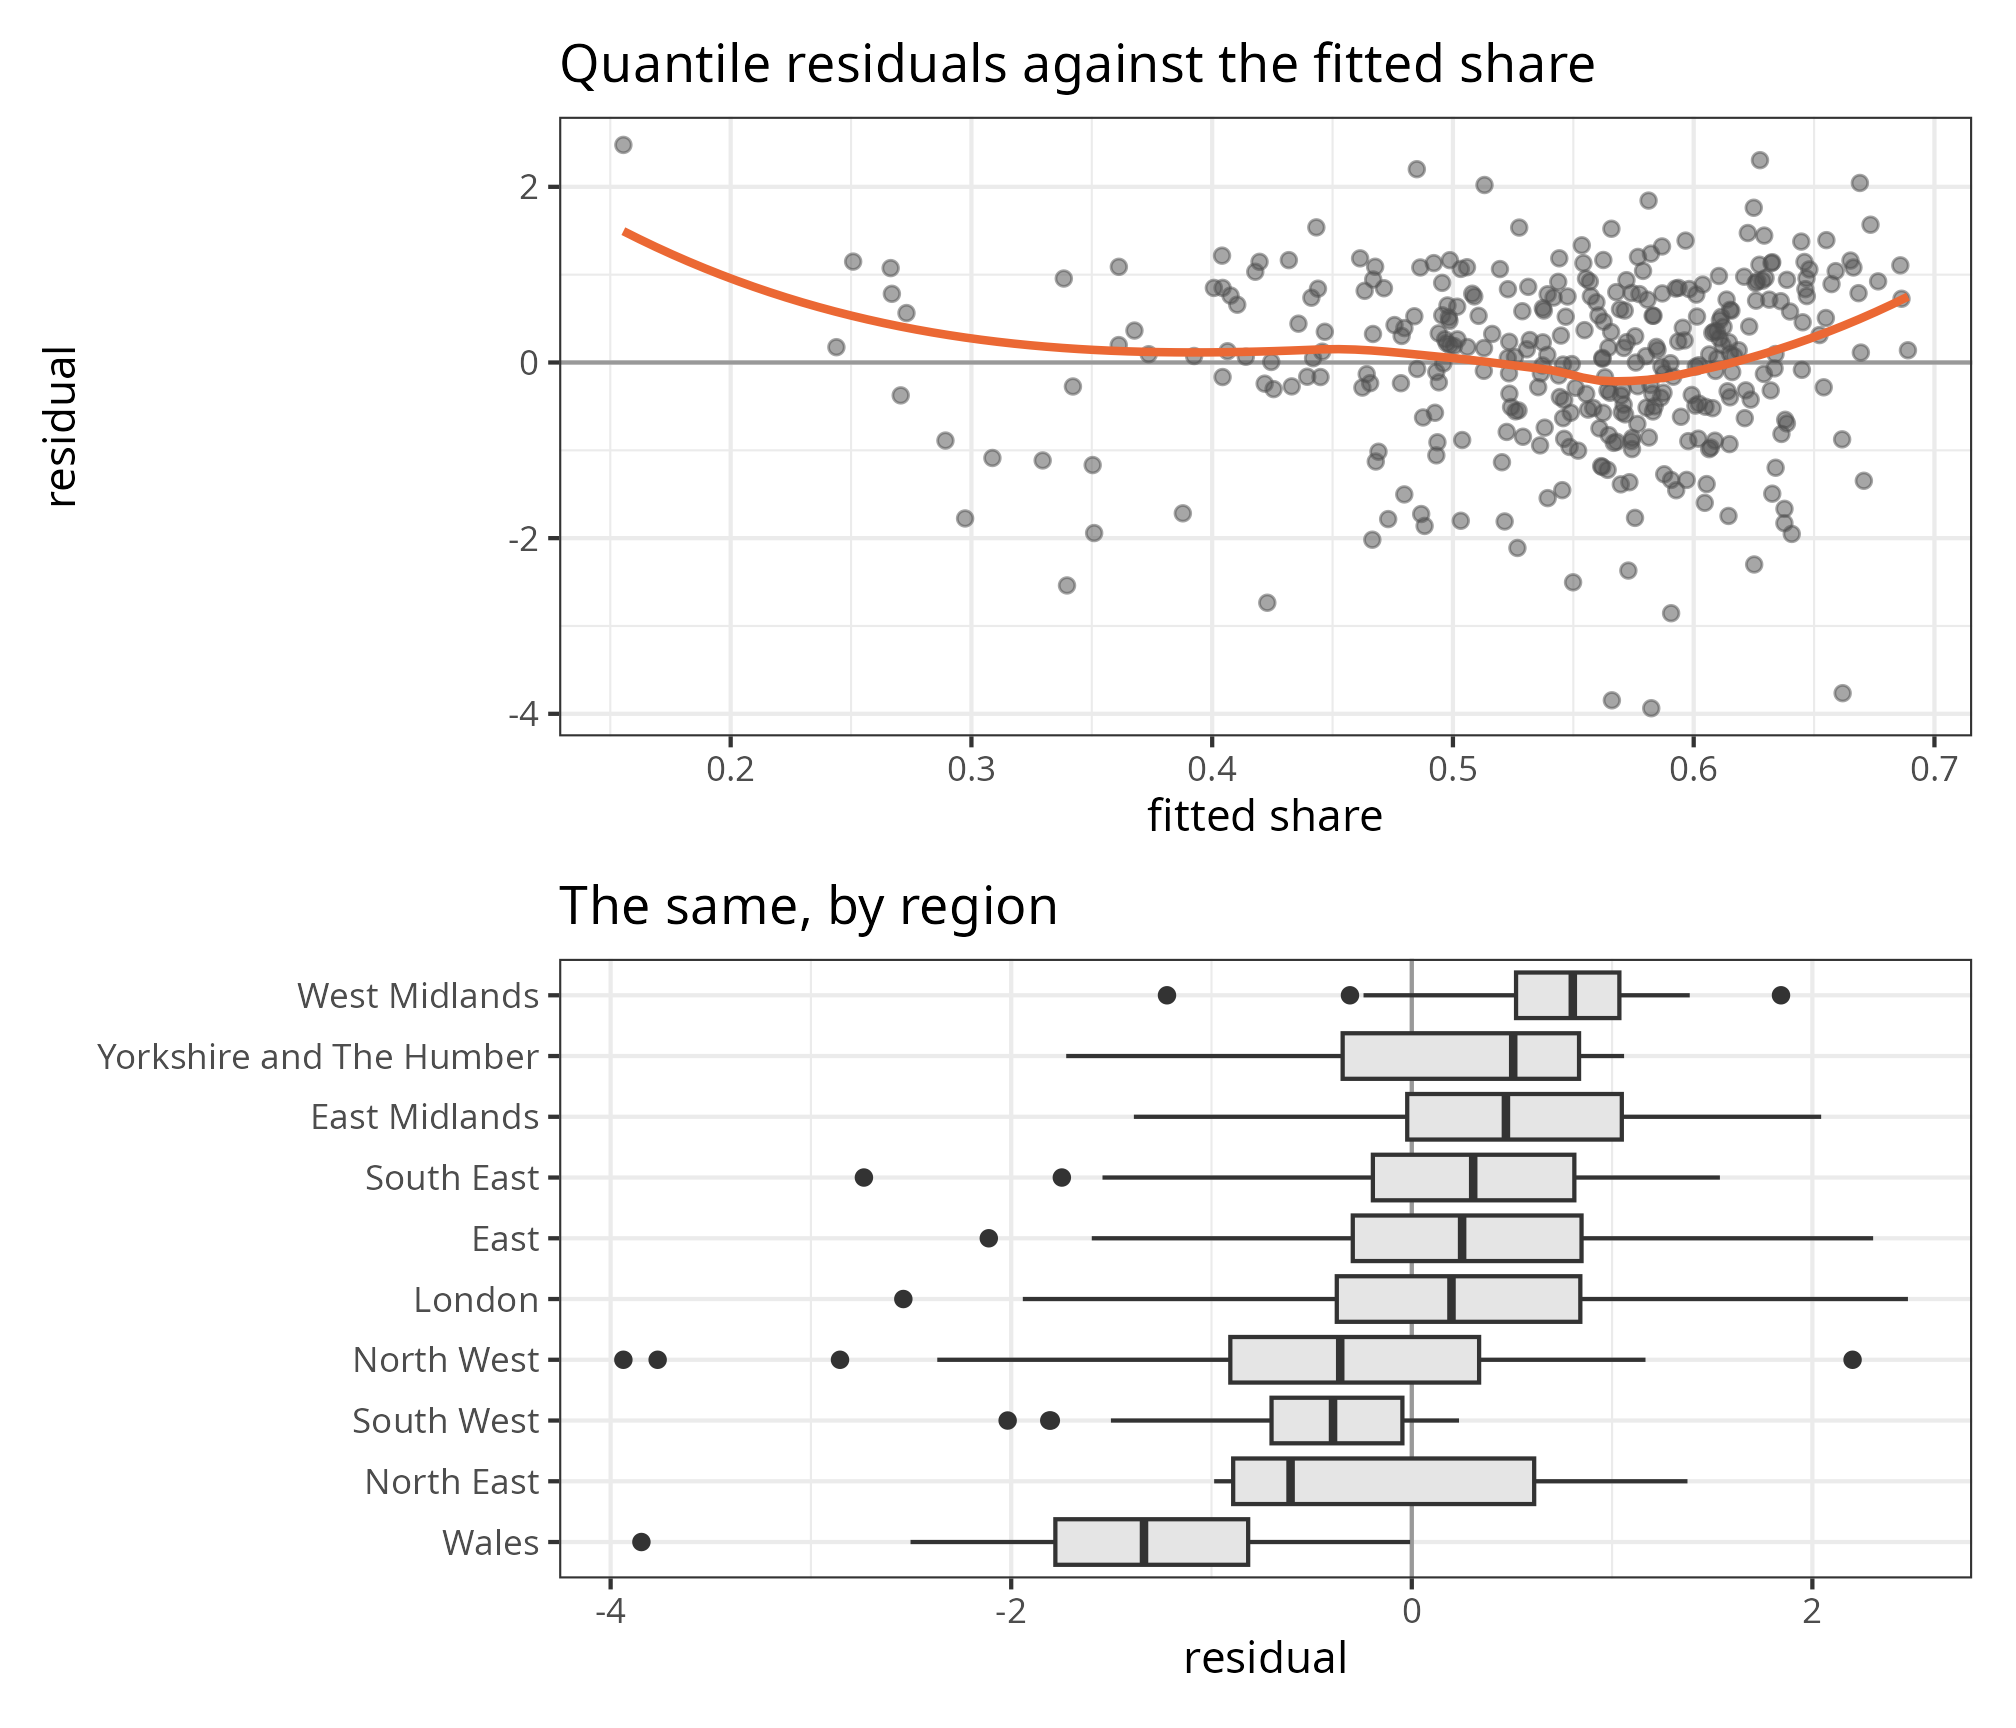 Quantile residuals against the fitted share
residual
2
0
-2
-4
0.2 0.3 0.4 0.5 0.6 0.7
fitted share
The same, by region
West Midlands
Yorkshire and The Humber
East Midlands
South East
East
London
North West
South West
North East
Wales
-4 -2 0 2
residual